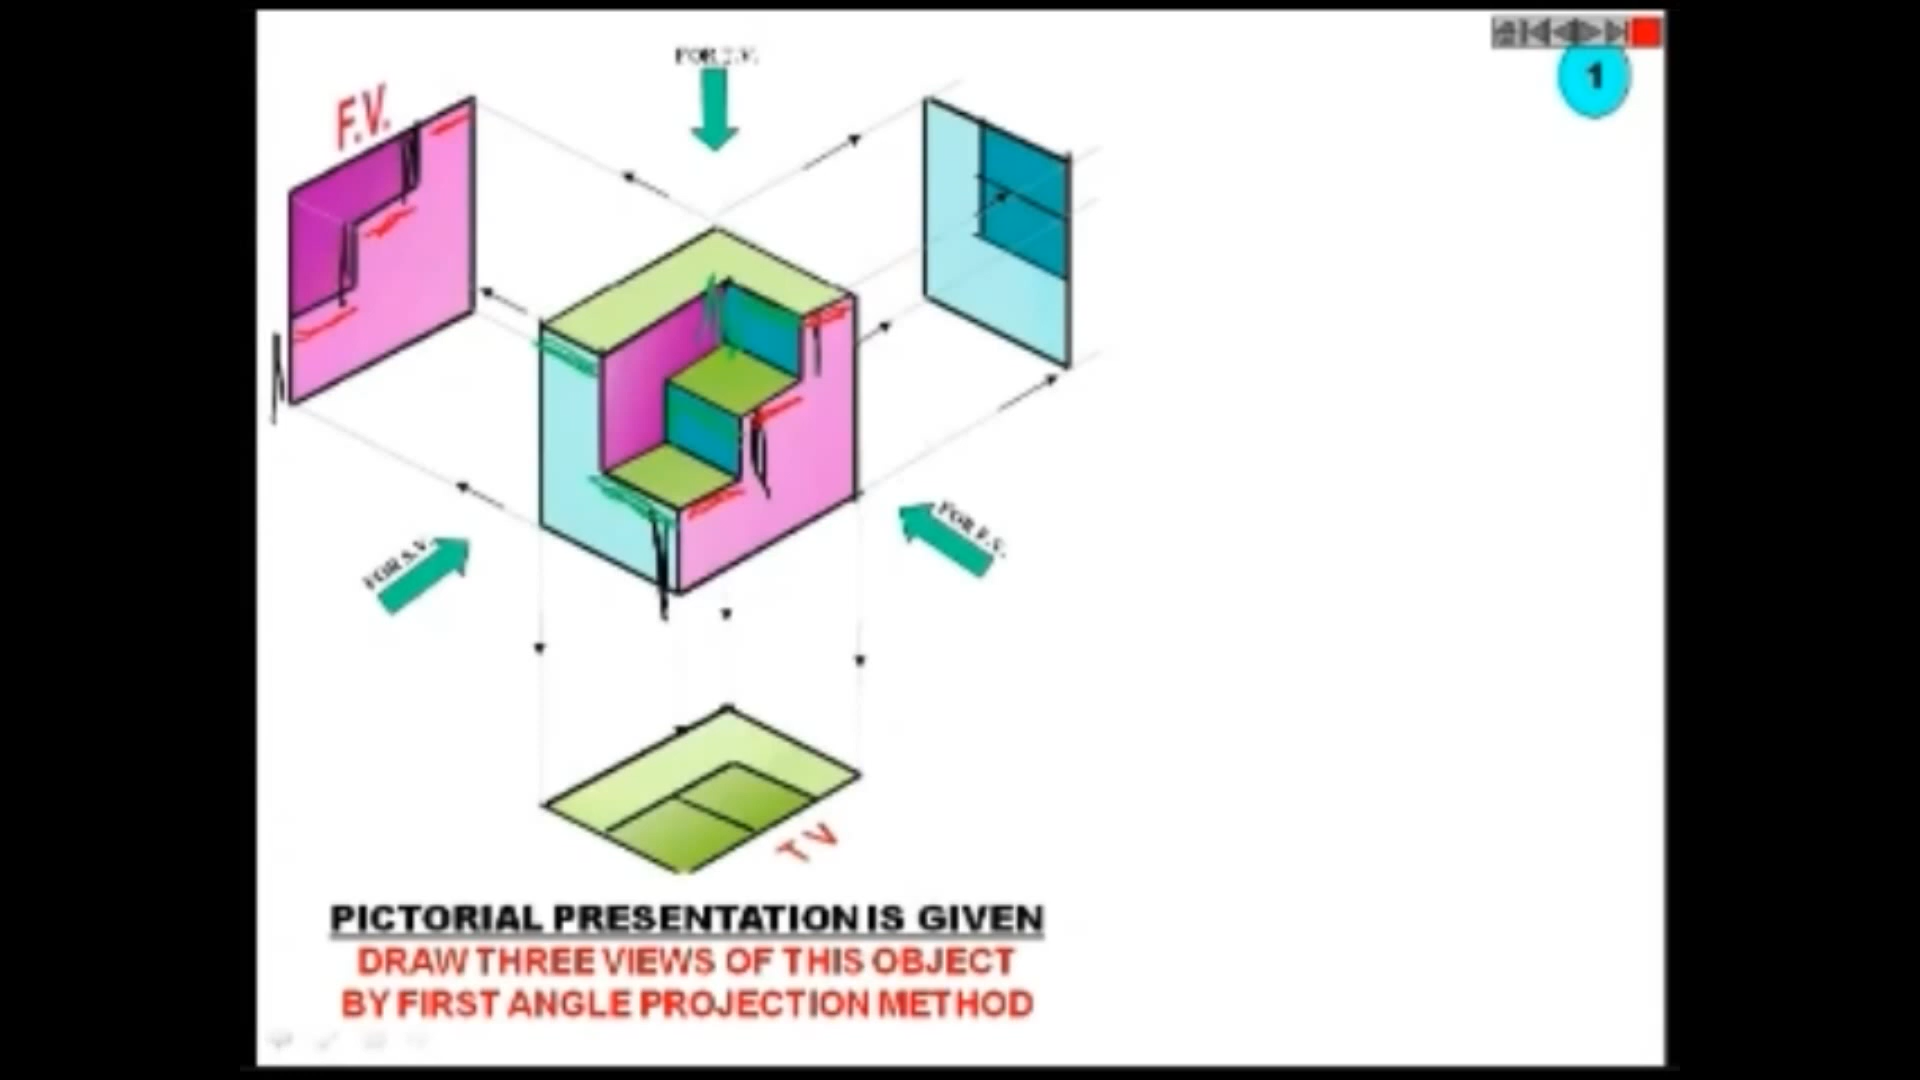 FOR T.V.
1
F.V.
FOR S.V.
FOR F.V.
T V
PICTORIAL PRESENTATION IS GIVEN
DRAW THREE VIEWS OF THIS OBJECT
BY FIRST ANGLE PROJECTION METHOD